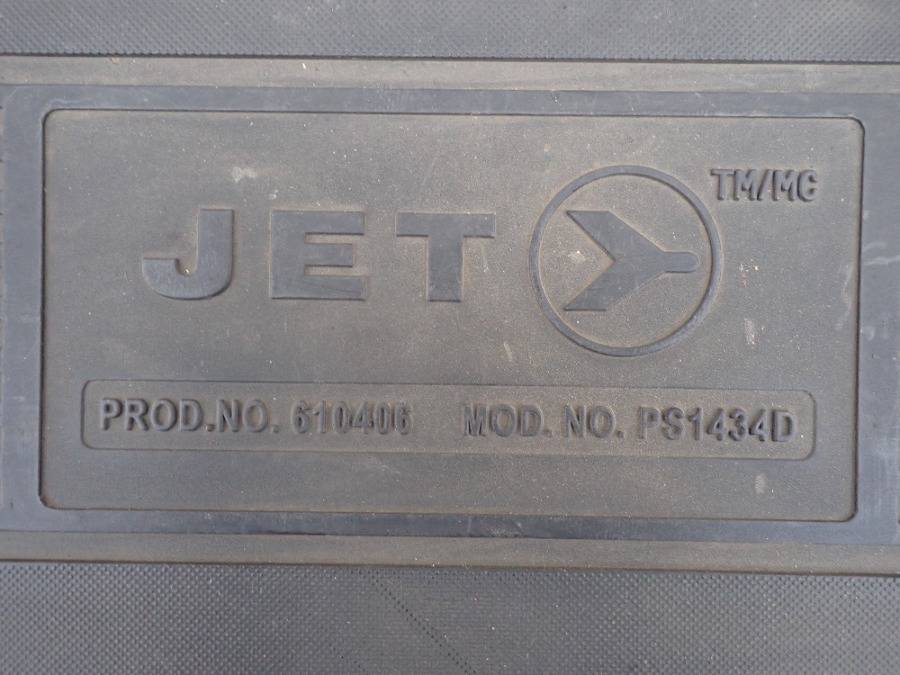 JET TM/MC
PROD.NO. 610406 MOD. NO. PS1434D